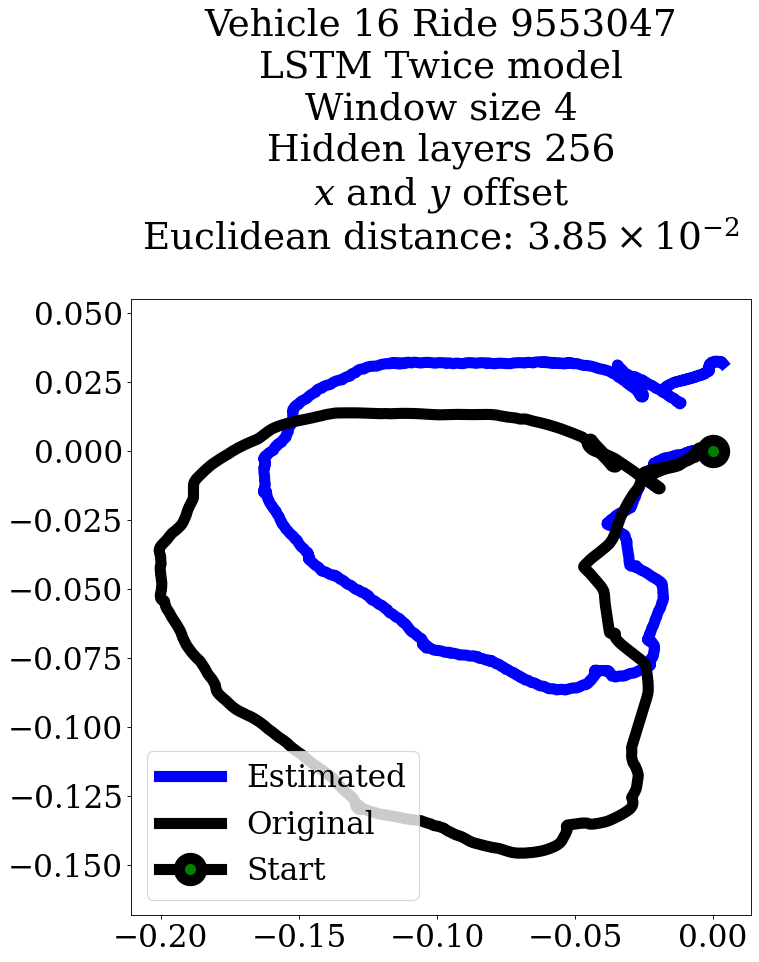 Vehicle 16 Ride 9553047
LSTM Twice model
Window size 4
Hidden layers 256
x and y offset
Euclidean distance: 3.85 × 10⁻²
0.050
0.025
0.000
−0.025
−0.050
−0.075
−0.100
−0.125
−0.150
Estimated
Original
Start
−0.20 −0.15 −0.10 −0.05 0.00